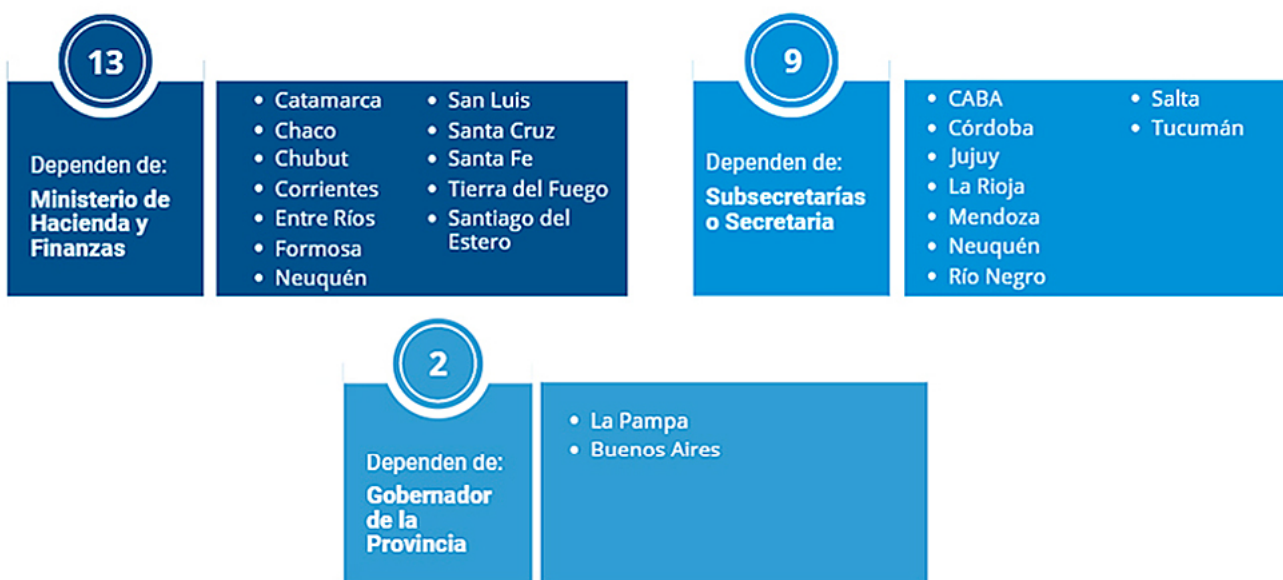 13
Dependen de:
Ministerio de
Hacienda y
Finanzas
• Catamarca
• Chaco
• Chubut
• Corrientes
• Entre Ríos
• Formosa
• Neuquén
• San Luis
• Santa Cruz
• Santa Fe
• Tierra del Fuego
• Santiago del
Estero
9
Dependen de:
Subsecretarías
o Secretaria
• CABA
• Córdoba
• Jujuy
• La Rioja
• Mendoza
• Neuquén
• Río Negro
• Salta
• Tucumán
2
Dependen de:
Gobernador
de la
Provincia
• La Pampa
• Buenos Aires